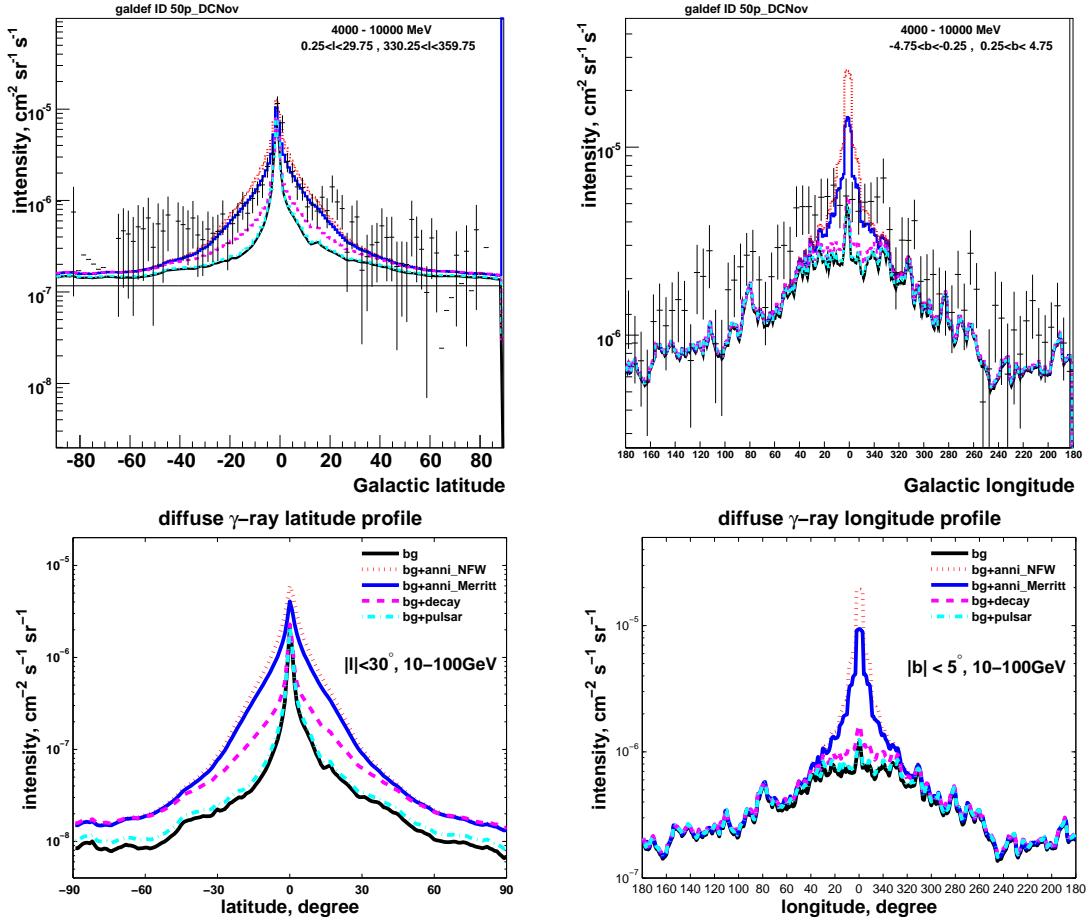 galdef ID 50p_DCNov
4000 - 10000 MeV
0.25<l<29.75 , 330.25<l<359.75
intensity, cm⁻² sr⁻¹ s⁻¹
10⁻⁵
10⁻⁶
10⁻⁷
10⁻⁸
-80 -60 -40 -20 0 20 40 60 80
Galactic latitude
galdef ID 50p_DCNov
4000 - 10000 MeV
-4.75<b<-0.25 , 0.25<b< 4.75
intensity, cm⁻² sr⁻¹ s⁻¹
10⁻⁵
10⁻⁶
180 160 140 120 100 80 60 40 20 0 340 320 300 280 260 240 220 200 180
Galactic longitude
diffuse γ−ray latitude profile
bg
bg+anni_NFW
bg+anni_Merritt
bg+decay
bg+pulsar
|l|<30°, 10−100GeV
intensity, cm⁻² s⁻¹ sr⁻¹
10⁻⁵
10⁻⁶
10⁻⁷
10⁻⁸
−90 −60 −30 0 30 60 90
latitude, degree
diffuse γ−ray longitude profile
bg
bg+anni_NFW
bg+anni_Merritt
bg+decay
bg+pulsar
|b| < 5°, 10−100GeV
intensity, cm⁻² s⁻¹ sr⁻¹
10⁻⁵
10⁻⁶
10⁻⁷
180 160 140 120 100 80 60 40 20 0 340 320 300 280 260 240 220 200 180
longitude, degree